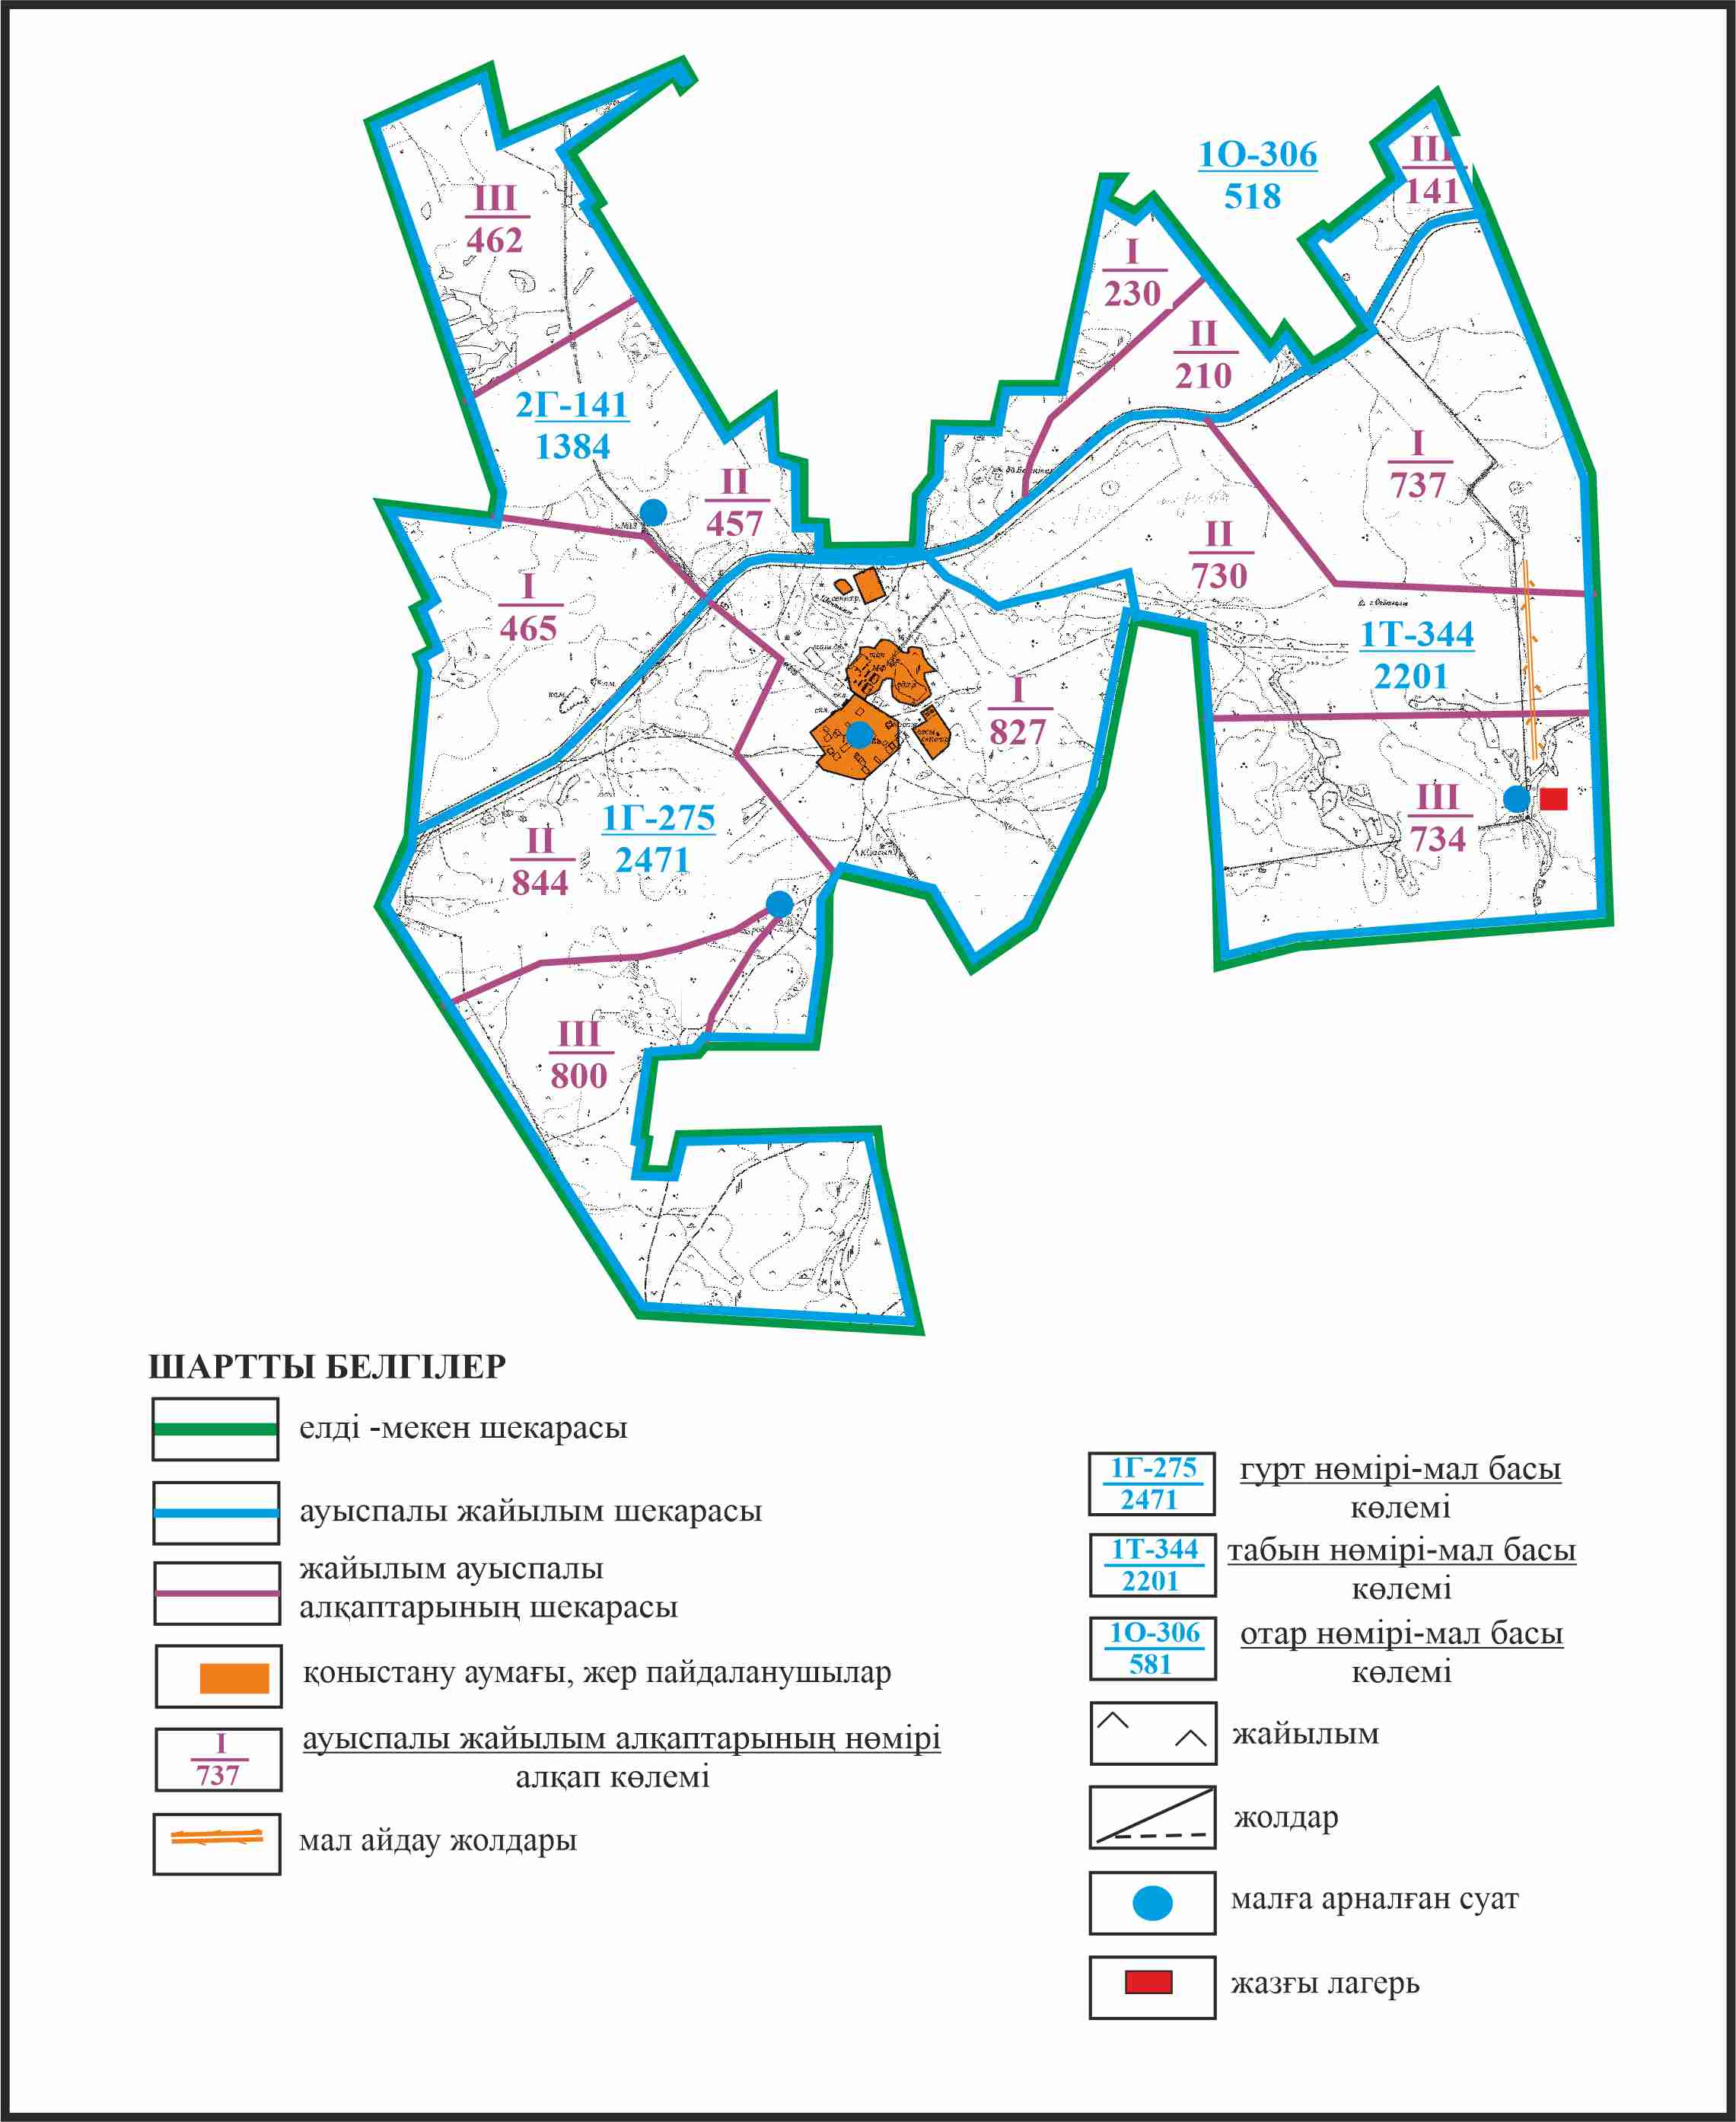 1О-306
518
III
141
III
462
I
230
II
210
2Г-141
1384
II
457
I
737
II
730
I
465
1Т-344
2201
I
827
1Г-275
2471
II
844
III
734
III
800
ШАРТТЫ БЕЛГІЛЕР
елді -мекен шекарасы
ауыспалы жайылым шекарасы
жайылым ауыспалы
алқаптарының шекарасы
қоныстану аумағы, жер пайдаланушылар
I
737
ауыспалы жайылым алқаптарының нөмірі
алқап көлемі
мал айдау жолдары
1Г-275
2471
гурт нөмірі-мал басы
көлемі
1Т-344
2201
табын нөмірі-мал басы
көлемі
1О-306
581
отар нөмірі-мал басы
көлемі
жайылым
жолдар
малға арналған суат
жазғы лагерь